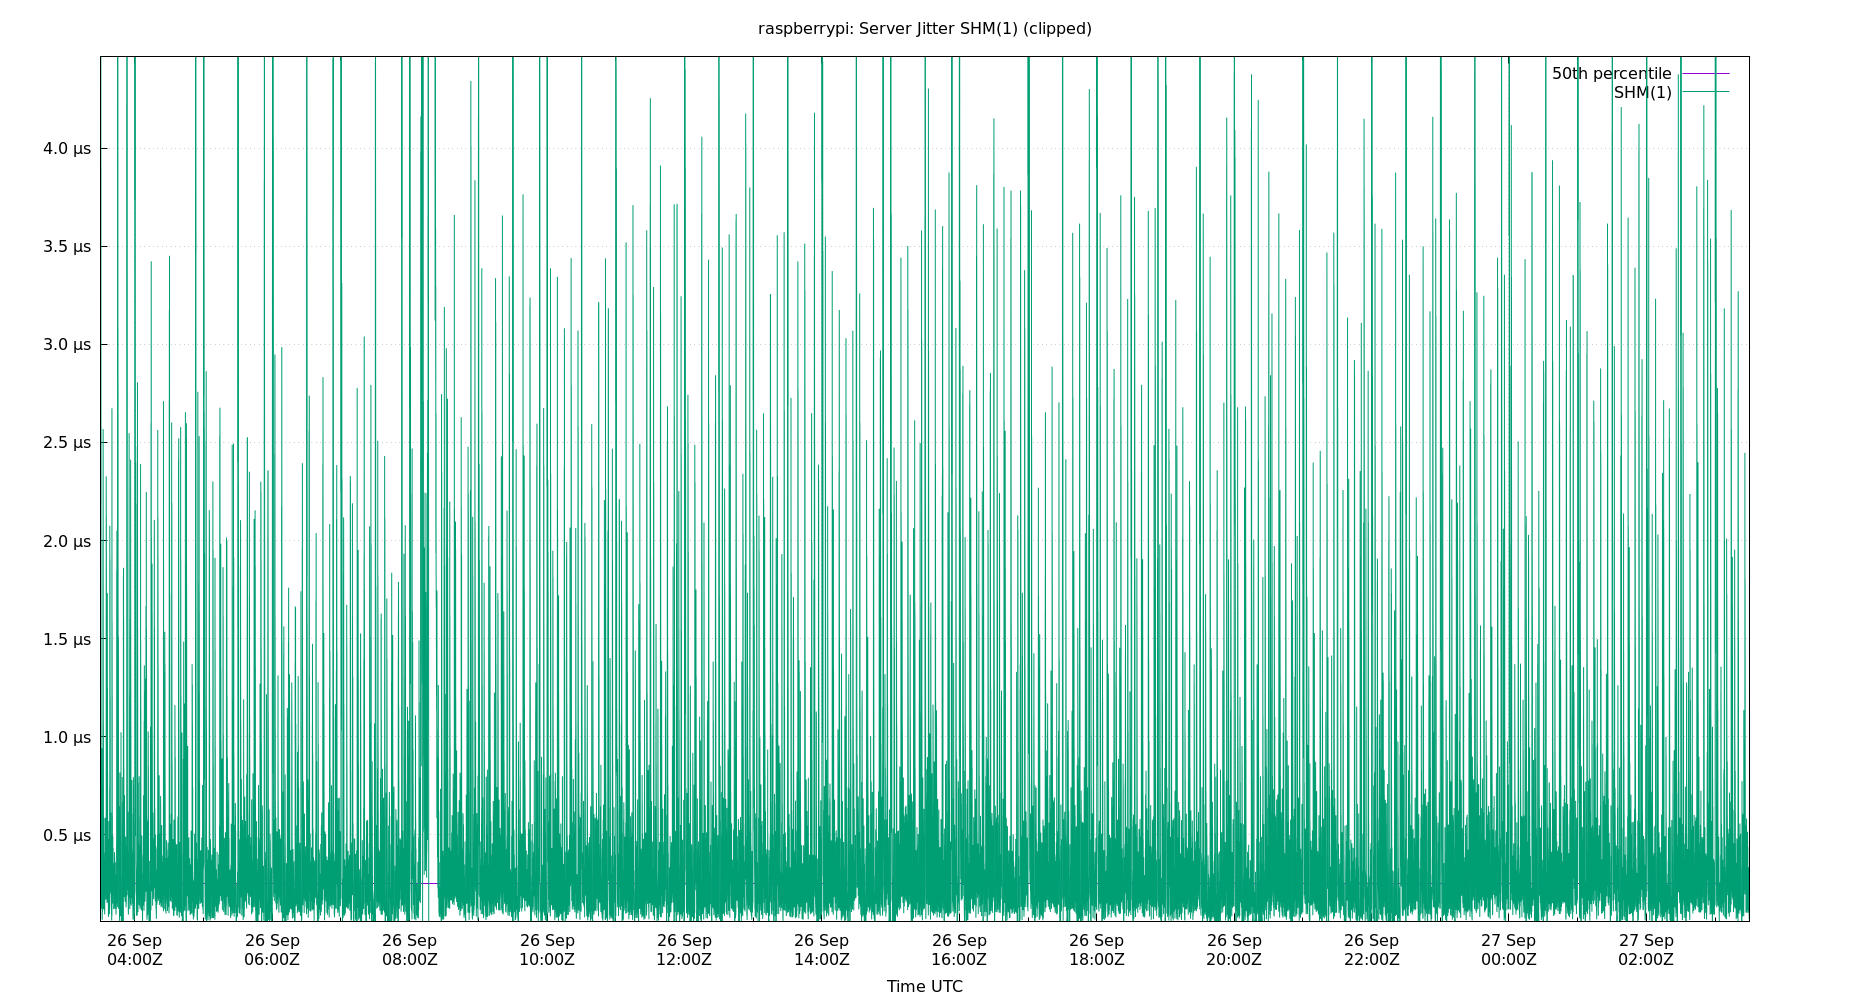 raspberrypi: Server Jitter SHM(1) (clipped)
50th percentile
SHM(1)
4.0 µs
3.5 µs
3.0 µs
2.5 µs
2.0 µs
1.5 µs
1.0 µs
0.5 µs
26 Sep 26 Sep 26 Sep 26 Sep 26 Sep 26 Sep 26 Sep 26 Sep 26 Sep 26 Sep 27 Sep 27 Sep
04:00Z 06:00Z 08:00Z 10:00Z 12:00Z 14:00Z 16:00Z 18:00Z 20:00Z 22:00Z 00:00Z 02:00Z
Time UTC